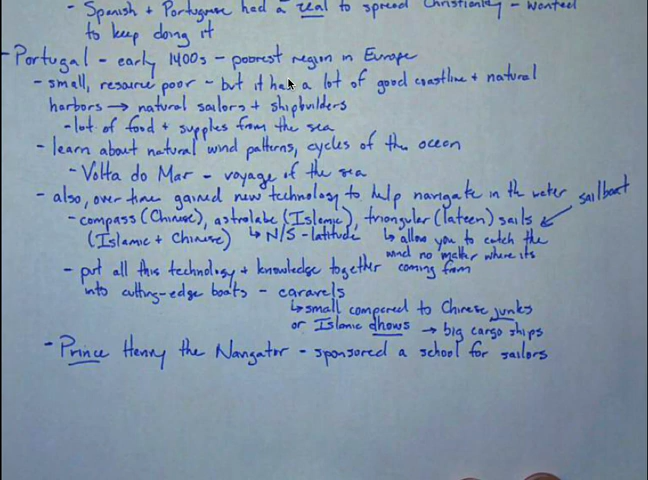 - Spanish + Portuguese had a zeal to spread Christianity - wanted
to keep doing it
- Portugal - early 1400s - poorest region in Europe
- small, resource poor - but it has a lot of good coastline + natural
harbors → natural sailors + shipbuilders
- lot of food + supplies from the sea
- learn about natural wind patterns, cycles of the ocean
- Volta do Mar - voyage of the sea
- also, over time gained new technology to help navigate in the water
sailboat
- compass (Chinese), astrolabe (Islamic), triangular (lateen) sails
(Islamic + Chinese) ↳ N/S - latitude ↳ allow you to catch the
wind no matter where its
coming from
- put all this technology + knowledge together
into cutting-edge boats - caravels
↳ small compared to Chinese junks
or Islamic dhows → big cargo ships
- Prince Henry the Navigator - sponsored a school for sailors